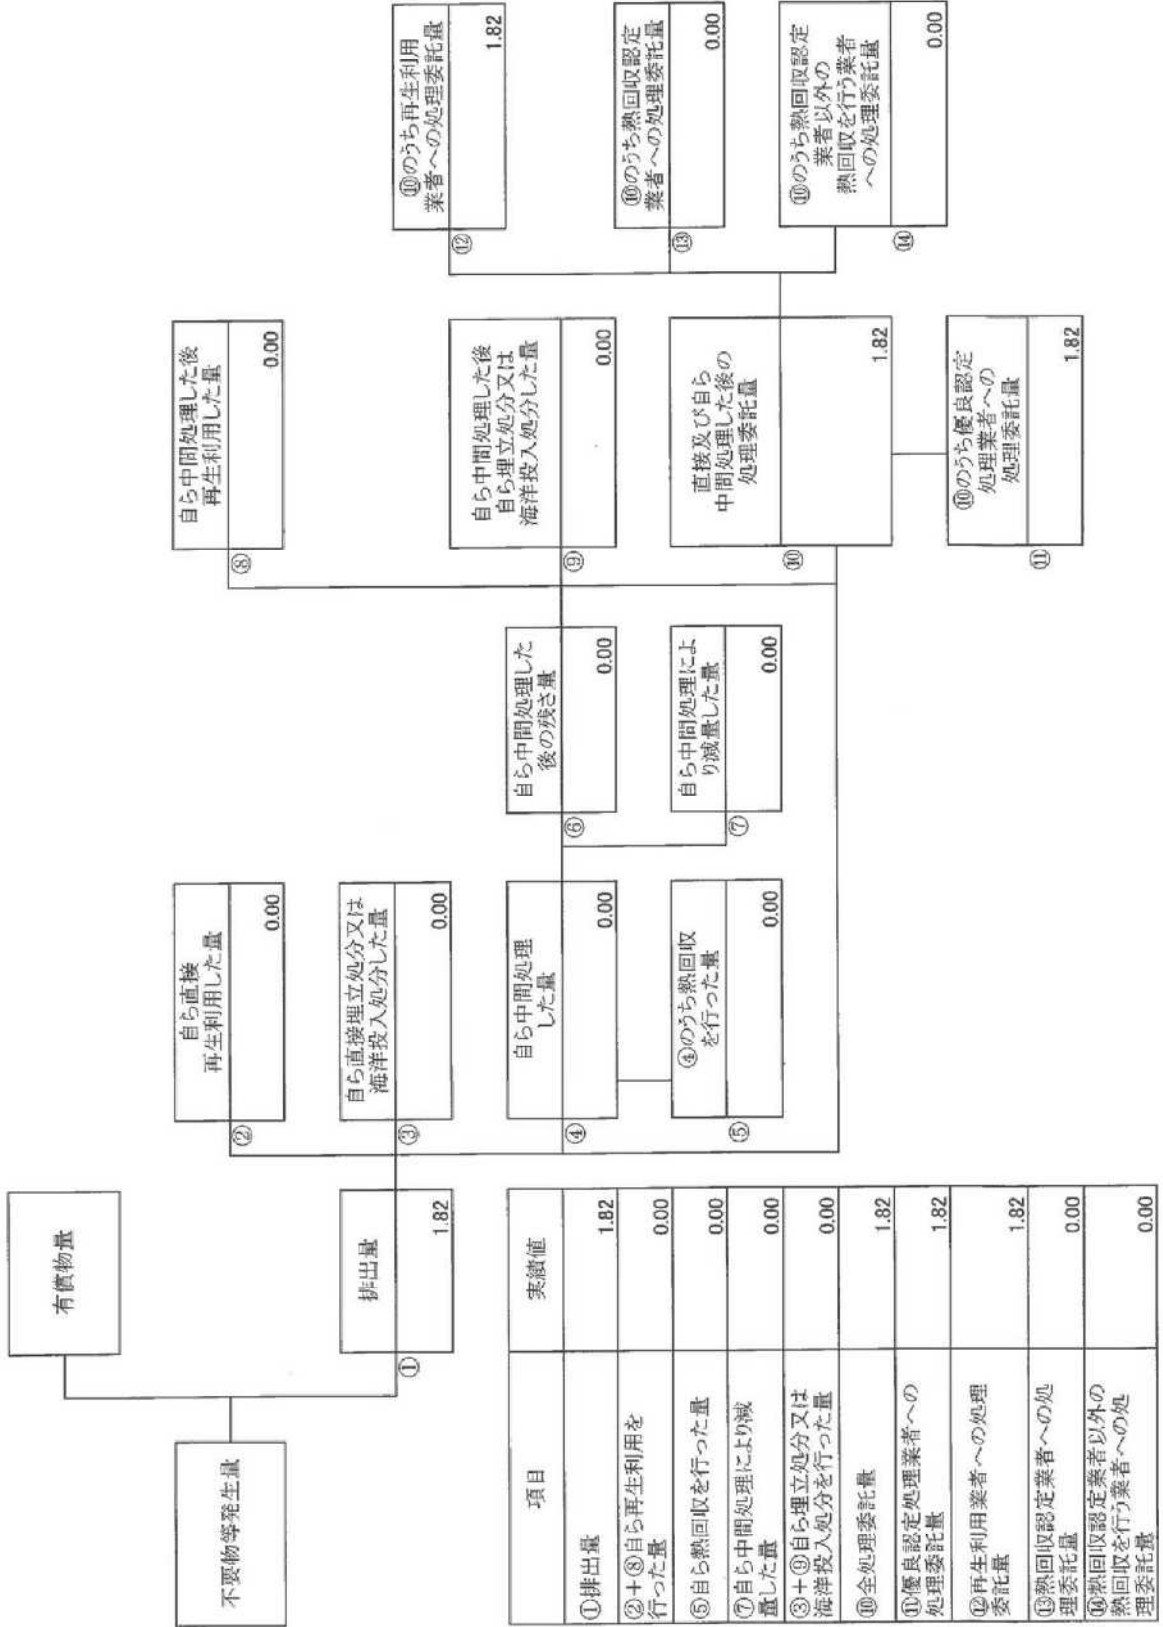 有償物量
不要物等発生量
排出量
①
1.82
自ら直接
再生利用した量
②
0.00
自ら直接埋立処分又は
海洋投入処分した量
③
0.00
自ら中間処理
した量
④
0.00
④のうち熱回収
を行った量
⑤
0.00
自ら中間処理した
後の残さ量
⑥
0.00
自ら中間処理によ
り減量した量
⑦
0.00
自ら中間処理した後
再生利用した量
⑧
0.00
自ら中間処理した後
自ら埋立処分又は
海洋投入処分した量
⑨
0.00
直接及び自ら
中間処理した後の
処理委託量
⑩
1.82
⑩のうち優良認定
処理業者への
処理委託量
⑪
1.82
⑩のうち再生利用
業者への処理委託量
⑫
1.82
⑩のうち熱回収認定
業者への処理委託量
⑬
0.00
⑩のうち熱回収認定
業者以外の
熱回収を行う業者
への処理委託量
⑭
0.00
項目 実績値
①排出量 1.82
②＋⑧自ら再生利用を
行った量 0.00
⑤自ら熱回収を行った量 0.00
⑦自ら中間処理により減
量した量 0.00
③＋⑨自ら埋立処分又は
海洋投入処分を行った量 0.00
⑩全処理委託量 1.82
⑪優良認定処理業者への
処理委託量 1.82
⑫再生利用業者への処理
委託量 1.82
⑬熱回収認定業者への処
理委託量 0.00
⑭熱回収認定業者以外の
熱回収を行う業者への処
理委託量 0.00